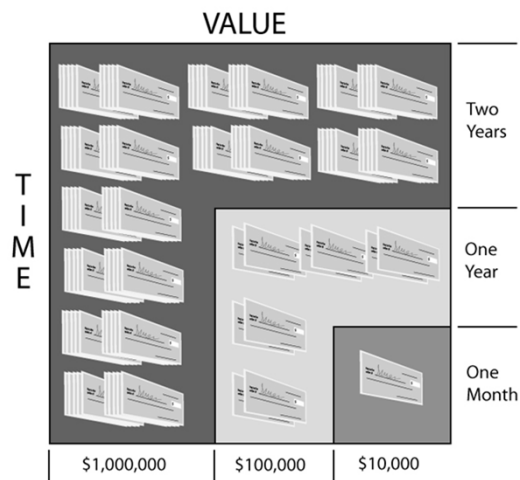 VALUE
TIME
Two
Years
One
Year
One
Month
$1,000,000
$100,000
$10,000